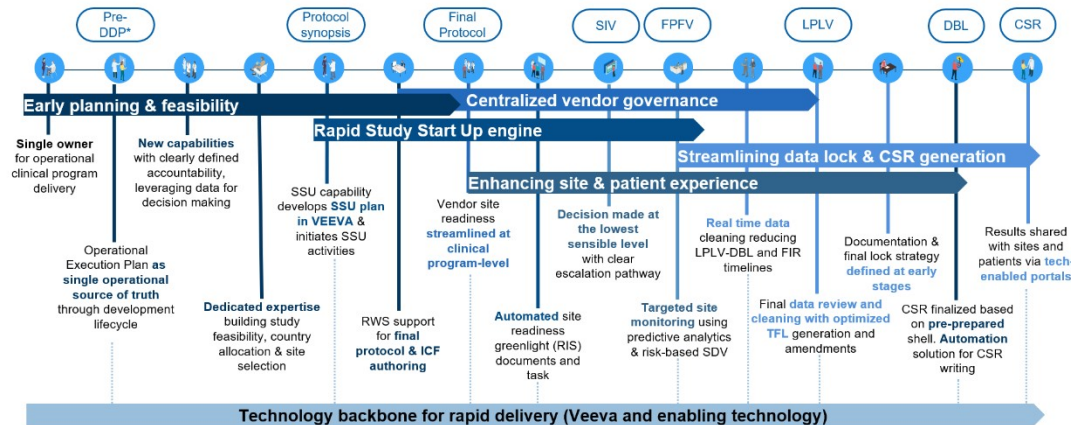 Pre-
DDP*
Protocol
synopsis
Final
Protocol
SIV
FPFV
LPLV
DBL
CSR
Early planning & feasibility
Centralized vendor governance
Rapid Study Start Up engine
Streamlining data lock & CSR generation
Enhancing site & patient experience
Single owner
for operational
clinical program
delivery
New capabilities
with clearly defined
accountability,
leveraging data for
decision making
SSU capability
develops SSU plan
in VEEVA &
initiates SSU
activities
Vendor site
readiness
streamlined at
clinical
program-level
Decision made at
the lowest
sensible level
with clear
escalation pathway
Real time data
cleaning reducing
LPLV-DBL and FIR
timelines
Documentation &
final lock strategy
defined at early
stages
Results shared
with sites and
patients via tech-
enabled portals
Operational
Execution Plan as
single operational
source of truth
through development
lifecycle
Dedicated expertise
building study
feasibility, country
allocation & site
selection
RWS support
for final
protocol & ICF
authoring
Automated site
readiness
greenlight (RIS)
documents and
task
Targeted site
monitoring using
predictive analytics
& risk-based SDV
Final data review and
cleaning with optimized
TFL generation and
amendments
CSR finalized based
on pre-prepared
shell. Automation
solution for CSR
writing
Technology backbone for rapid delivery (Veeva and enabling technology)